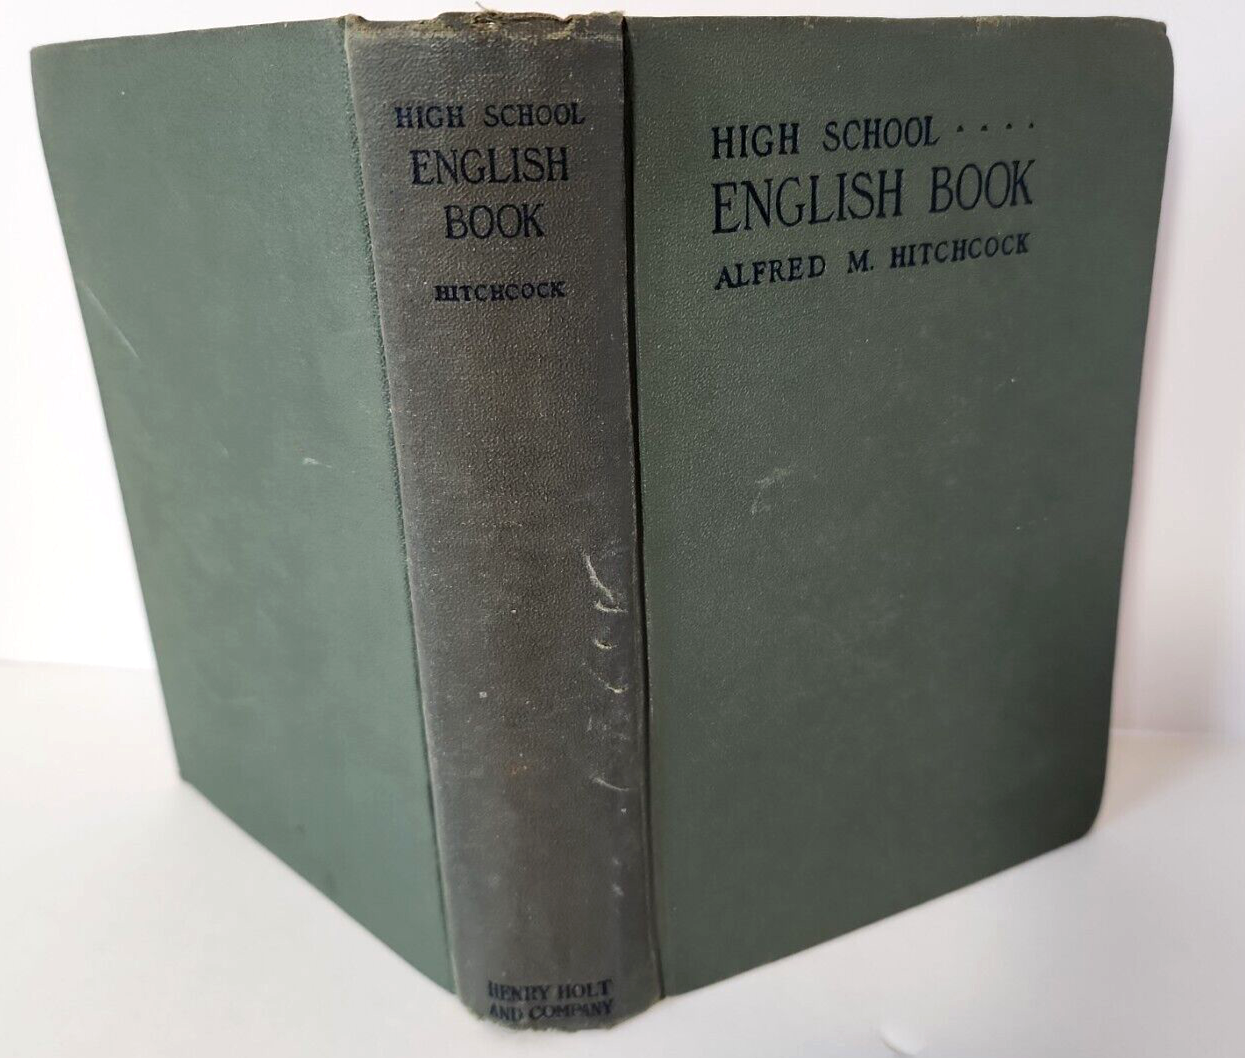 HIGH SCHOOL
ENGLISH
BOOK
HITCHCOCK
HENRY HOLT
AND COMPANY
HIGH SCHOOL ....
ENGLISH BOOK
ALFRED M. HITCHCOCK